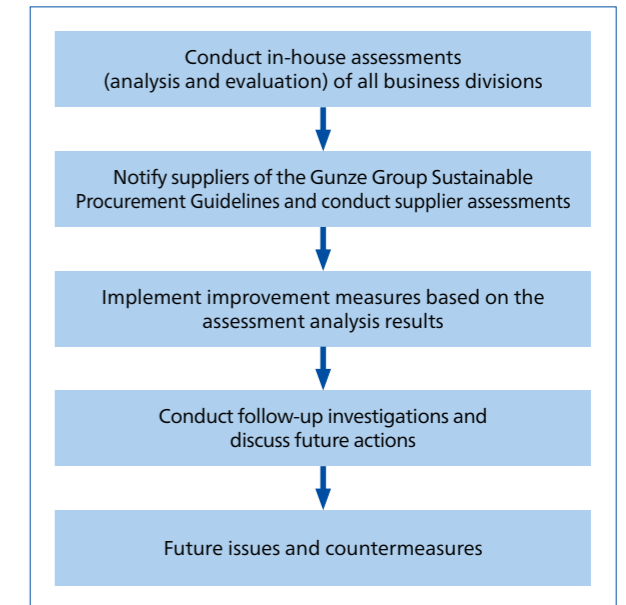 Conduct in-house assessments
(analysis and evaluation) of all business divisions
Notify suppliers of the Gunze Group Sustainable
Procurement Guidelines and conduct supplier assessments
Implement improvement measures based on the
assessment analysis results
Conduct follow-up investigations and
discuss future actions
Future issues and countermeasures